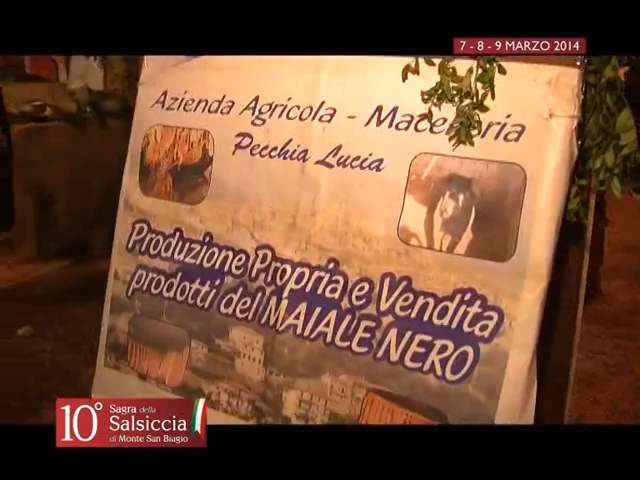 7 - 8 - 9 MARZO 2014
Azienda Agricola - Macelleria
Pecchia Lucia
Produzione Propria e Vendita
prodotti del MAIALE NERO
10° Sagra della
Salsiccia
di Monte San Biagio